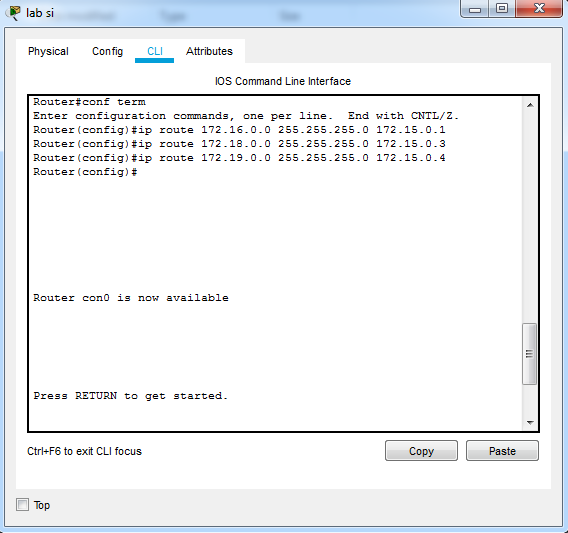 lab si
Physical Config CLI Attributes
IOS Command Line Interface
Router#conf term
Enter configuration commands, one per line.  End with CNTL/Z.
Router(config)#ip route 172.16.0.0 255.255.255.0 172.15.0.1
Router(config)#ip route 172.18.0.0 255.255.255.0 172.15.0.3
Router(config)#ip route 172.19.0.0 255.255.255.0 172.15.0.4
Router(config)#
Router con0 is now available
Press RETURN to get started.
Ctrl+F6 to exit CLI focus Copy Paste
Top